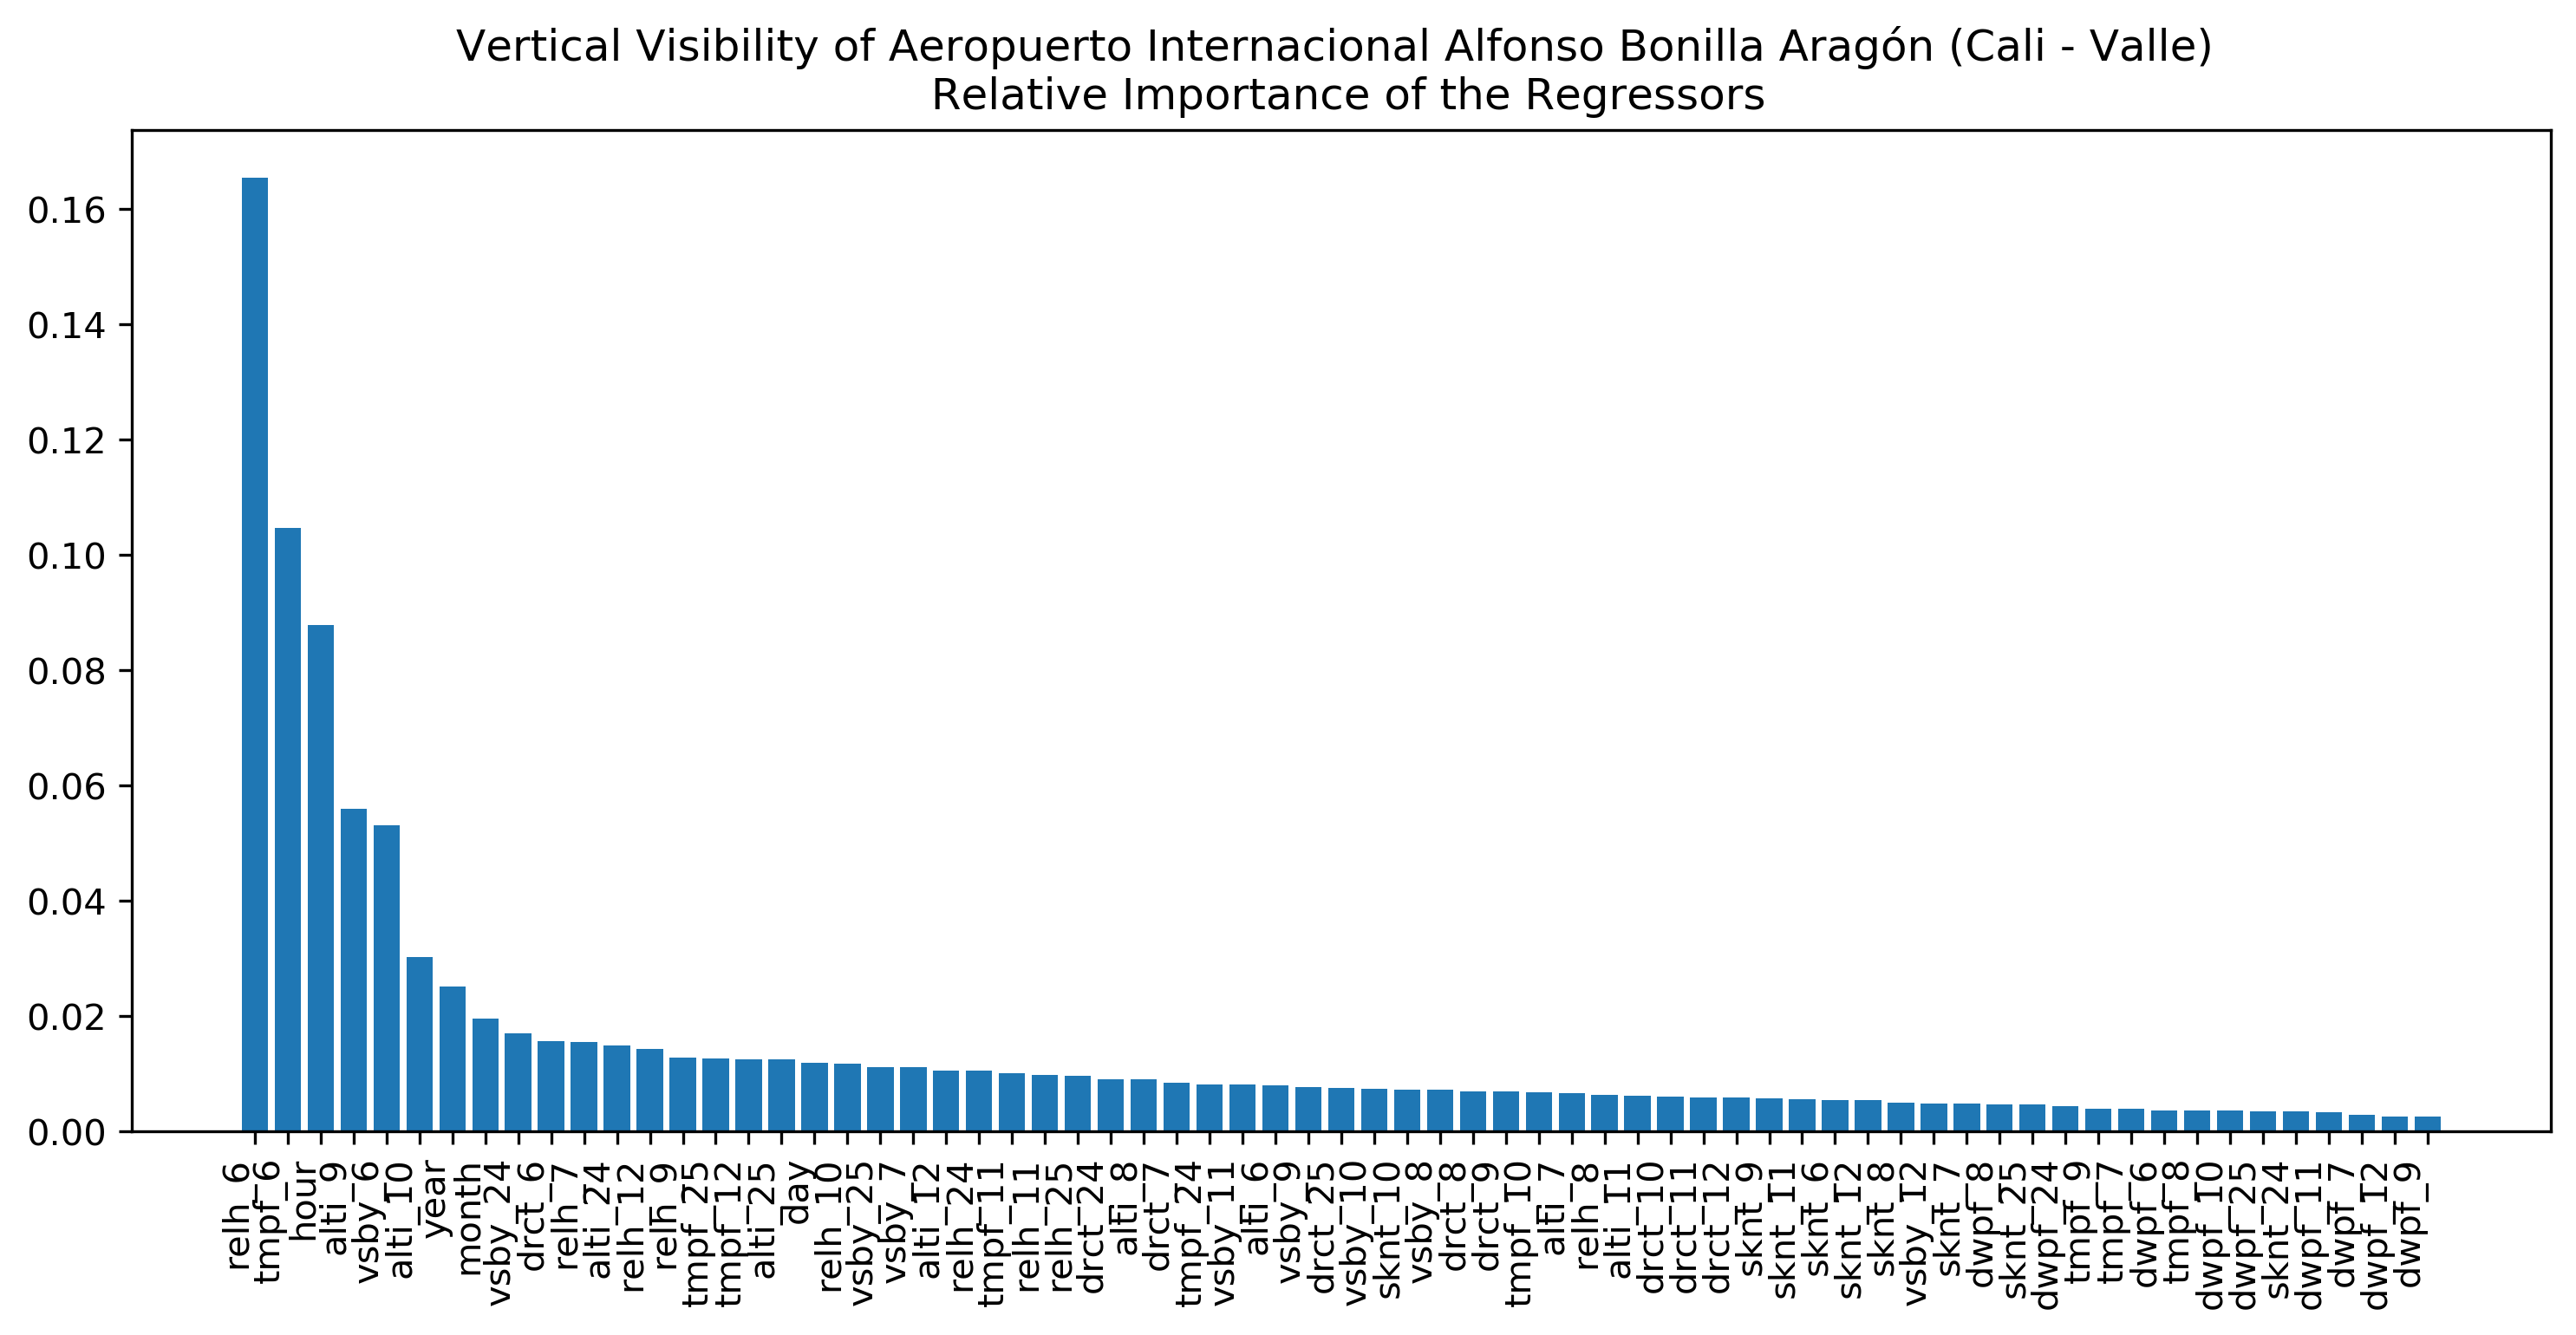 Vertical Visibility of Aeropuerto Internacional Alfonso Bonilla Aragón (Cali - Valle)
Relative Importance of the Regressors
0.16
0.14
0.12
0.10
0.08
0.06
0.04
0.02
0.00
relh_6
tmpf_6
hour
alti_9
vsby_6
alti_10
year
month
vsby_24
drct_6
relh_7
alti_24
relh_12
relh_9
tmpf_25
tmpf_12
alti_25
day
relh_10
vsby_25
vsby_7
alti_12
relh_24
tmpf_11
relh_11
relh_25
drct_24
alti_8
drct_7
tmpf_24
vsby_11
alti_6
vsby_9
drct_25
vsby_10
sknt_10
vsby_8
drct_8
drct_9
tmpf_10
alti_7
relh_8
alti_11
drct_10
drct_11
drct_12
sknt_9
sknt_11
sknt_6
sknt_12
sknt_8
vsby_12
sknt_7
dwpf_8
sknt_25
dwpf_24
tmpf_9
tmpf_7
dwpf_6
tmpf_8
dwpf_10
dwpf_25
sknt_24
dwpf_11
dwpf_7
dwpf_12
dwpf_9